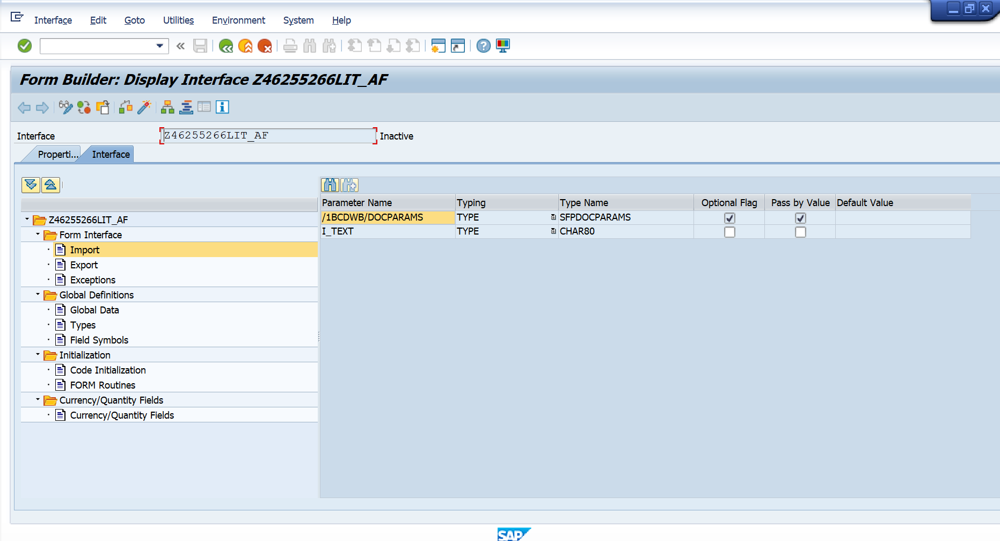 Interface Edit Goto Utilities Environment System Help
Form Builder: Display Interface Z46255266LIT_AF
Interface Z46255266LIT_AF Inactive
Properti... Interface
Parameter Name Typing Type Name Optional Flag Pass by Value Default Value
/1BCDWB/DOCPARAMS TYPE SFPDOCPARAMS
I_TEXT TYPE CHAR80
Z46255266LIT_AF
Form Interface
Import
Export
Exceptions
Global Definitions
Global Data
Types
Field Symbols
Initialization
Code Initialization
FORM Routines
Currency/Quantity Fields
Currency/Quantity Fields
SAP